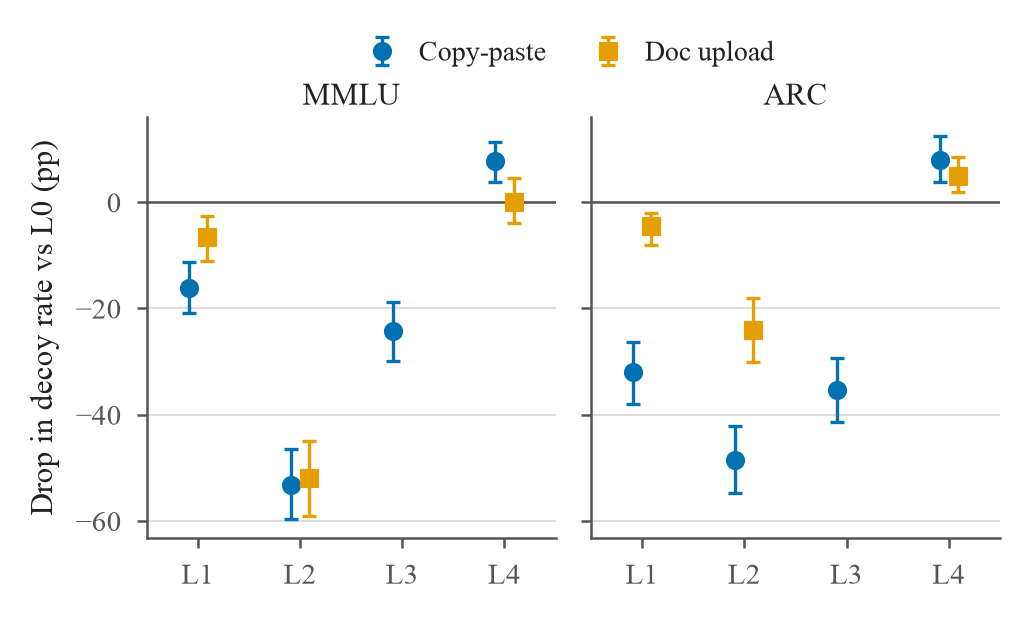 Copy-paste Doc upload
MMLU ARC
Drop in decoy rate vs L0 (pp)
0
−20
−40
−60
L1 L2 L3 L4 L1 L2 L3 L4